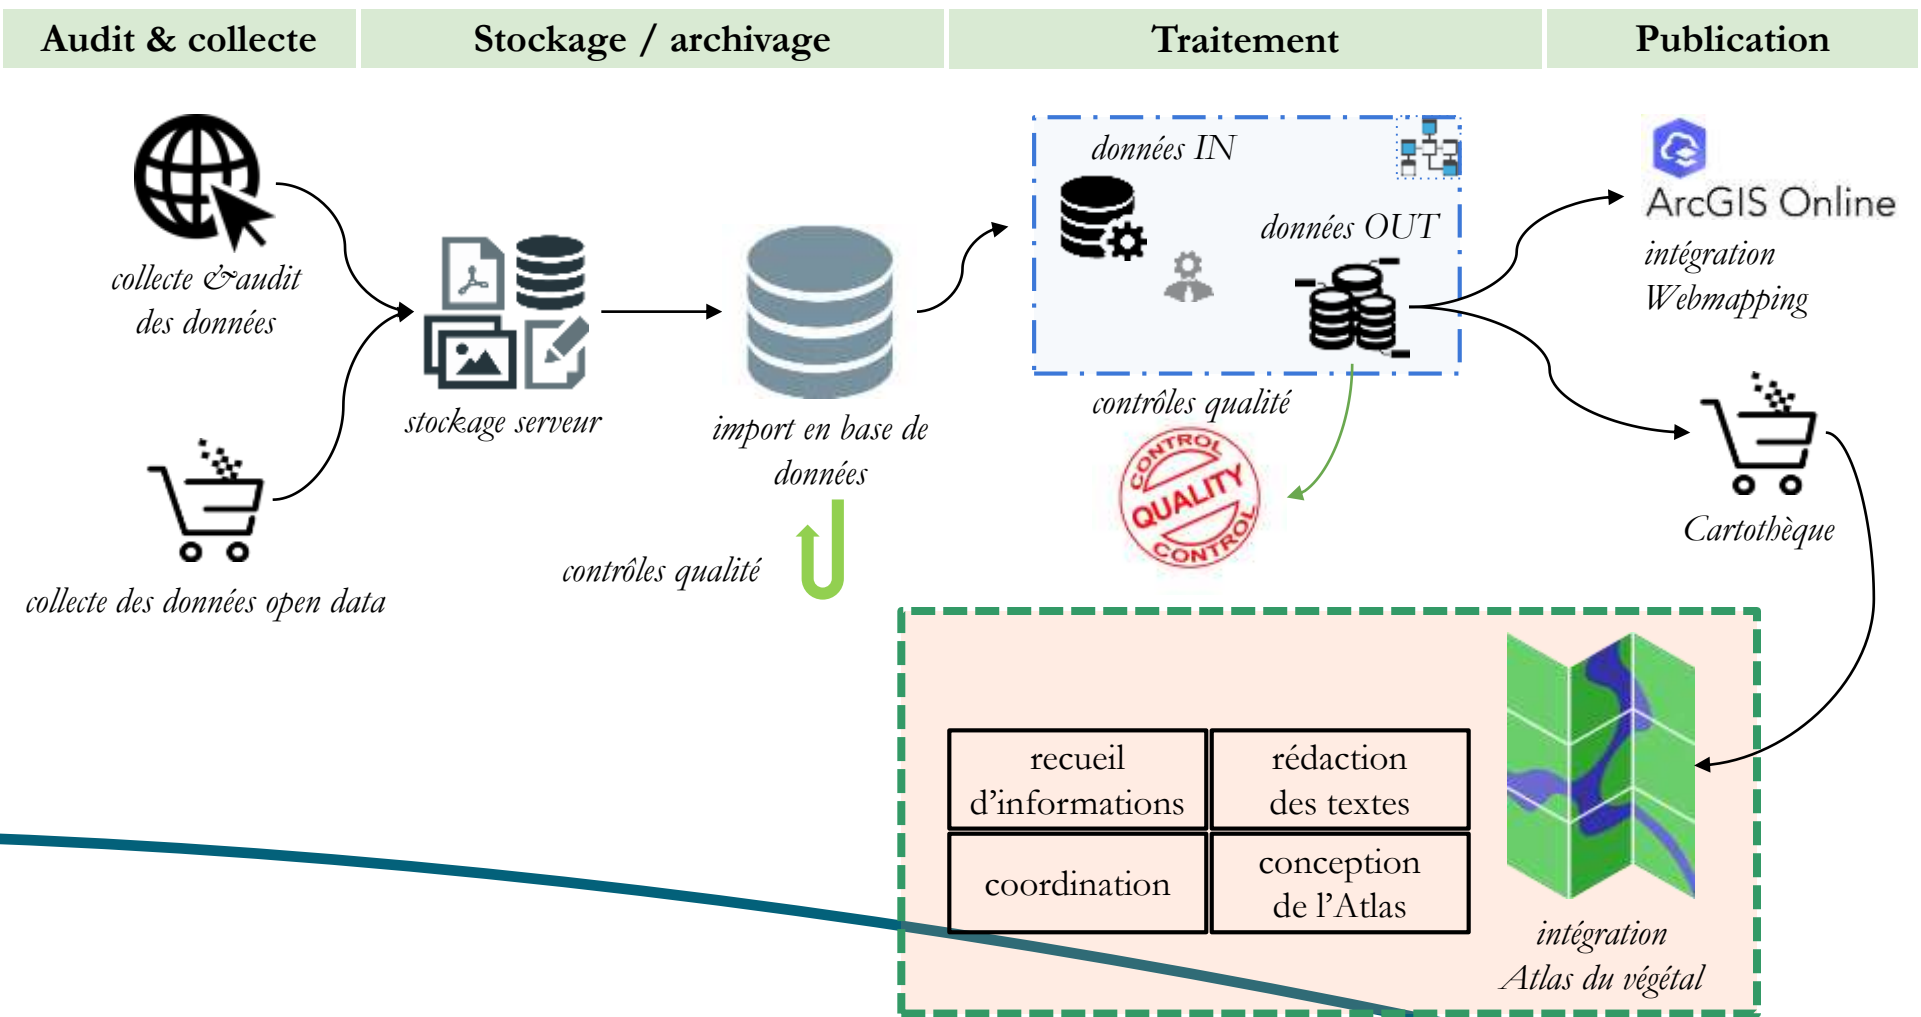 Audit & collecte
Stockage / archivage
Traitement
Publication
collecte & audit
des données
collecte des données open data
stockage serveur
import en base de
données
contrôles qualité
données IN
données OUT
contrôles qualité
CONTROL
QUALITY
CONTROL
ArcGIS Online
intégration
Webmapping
Cartothèque
recueil
d’informations
rédaction
des textes
coordination
conception
de l’Atlas
intégration
Atlas du végétal